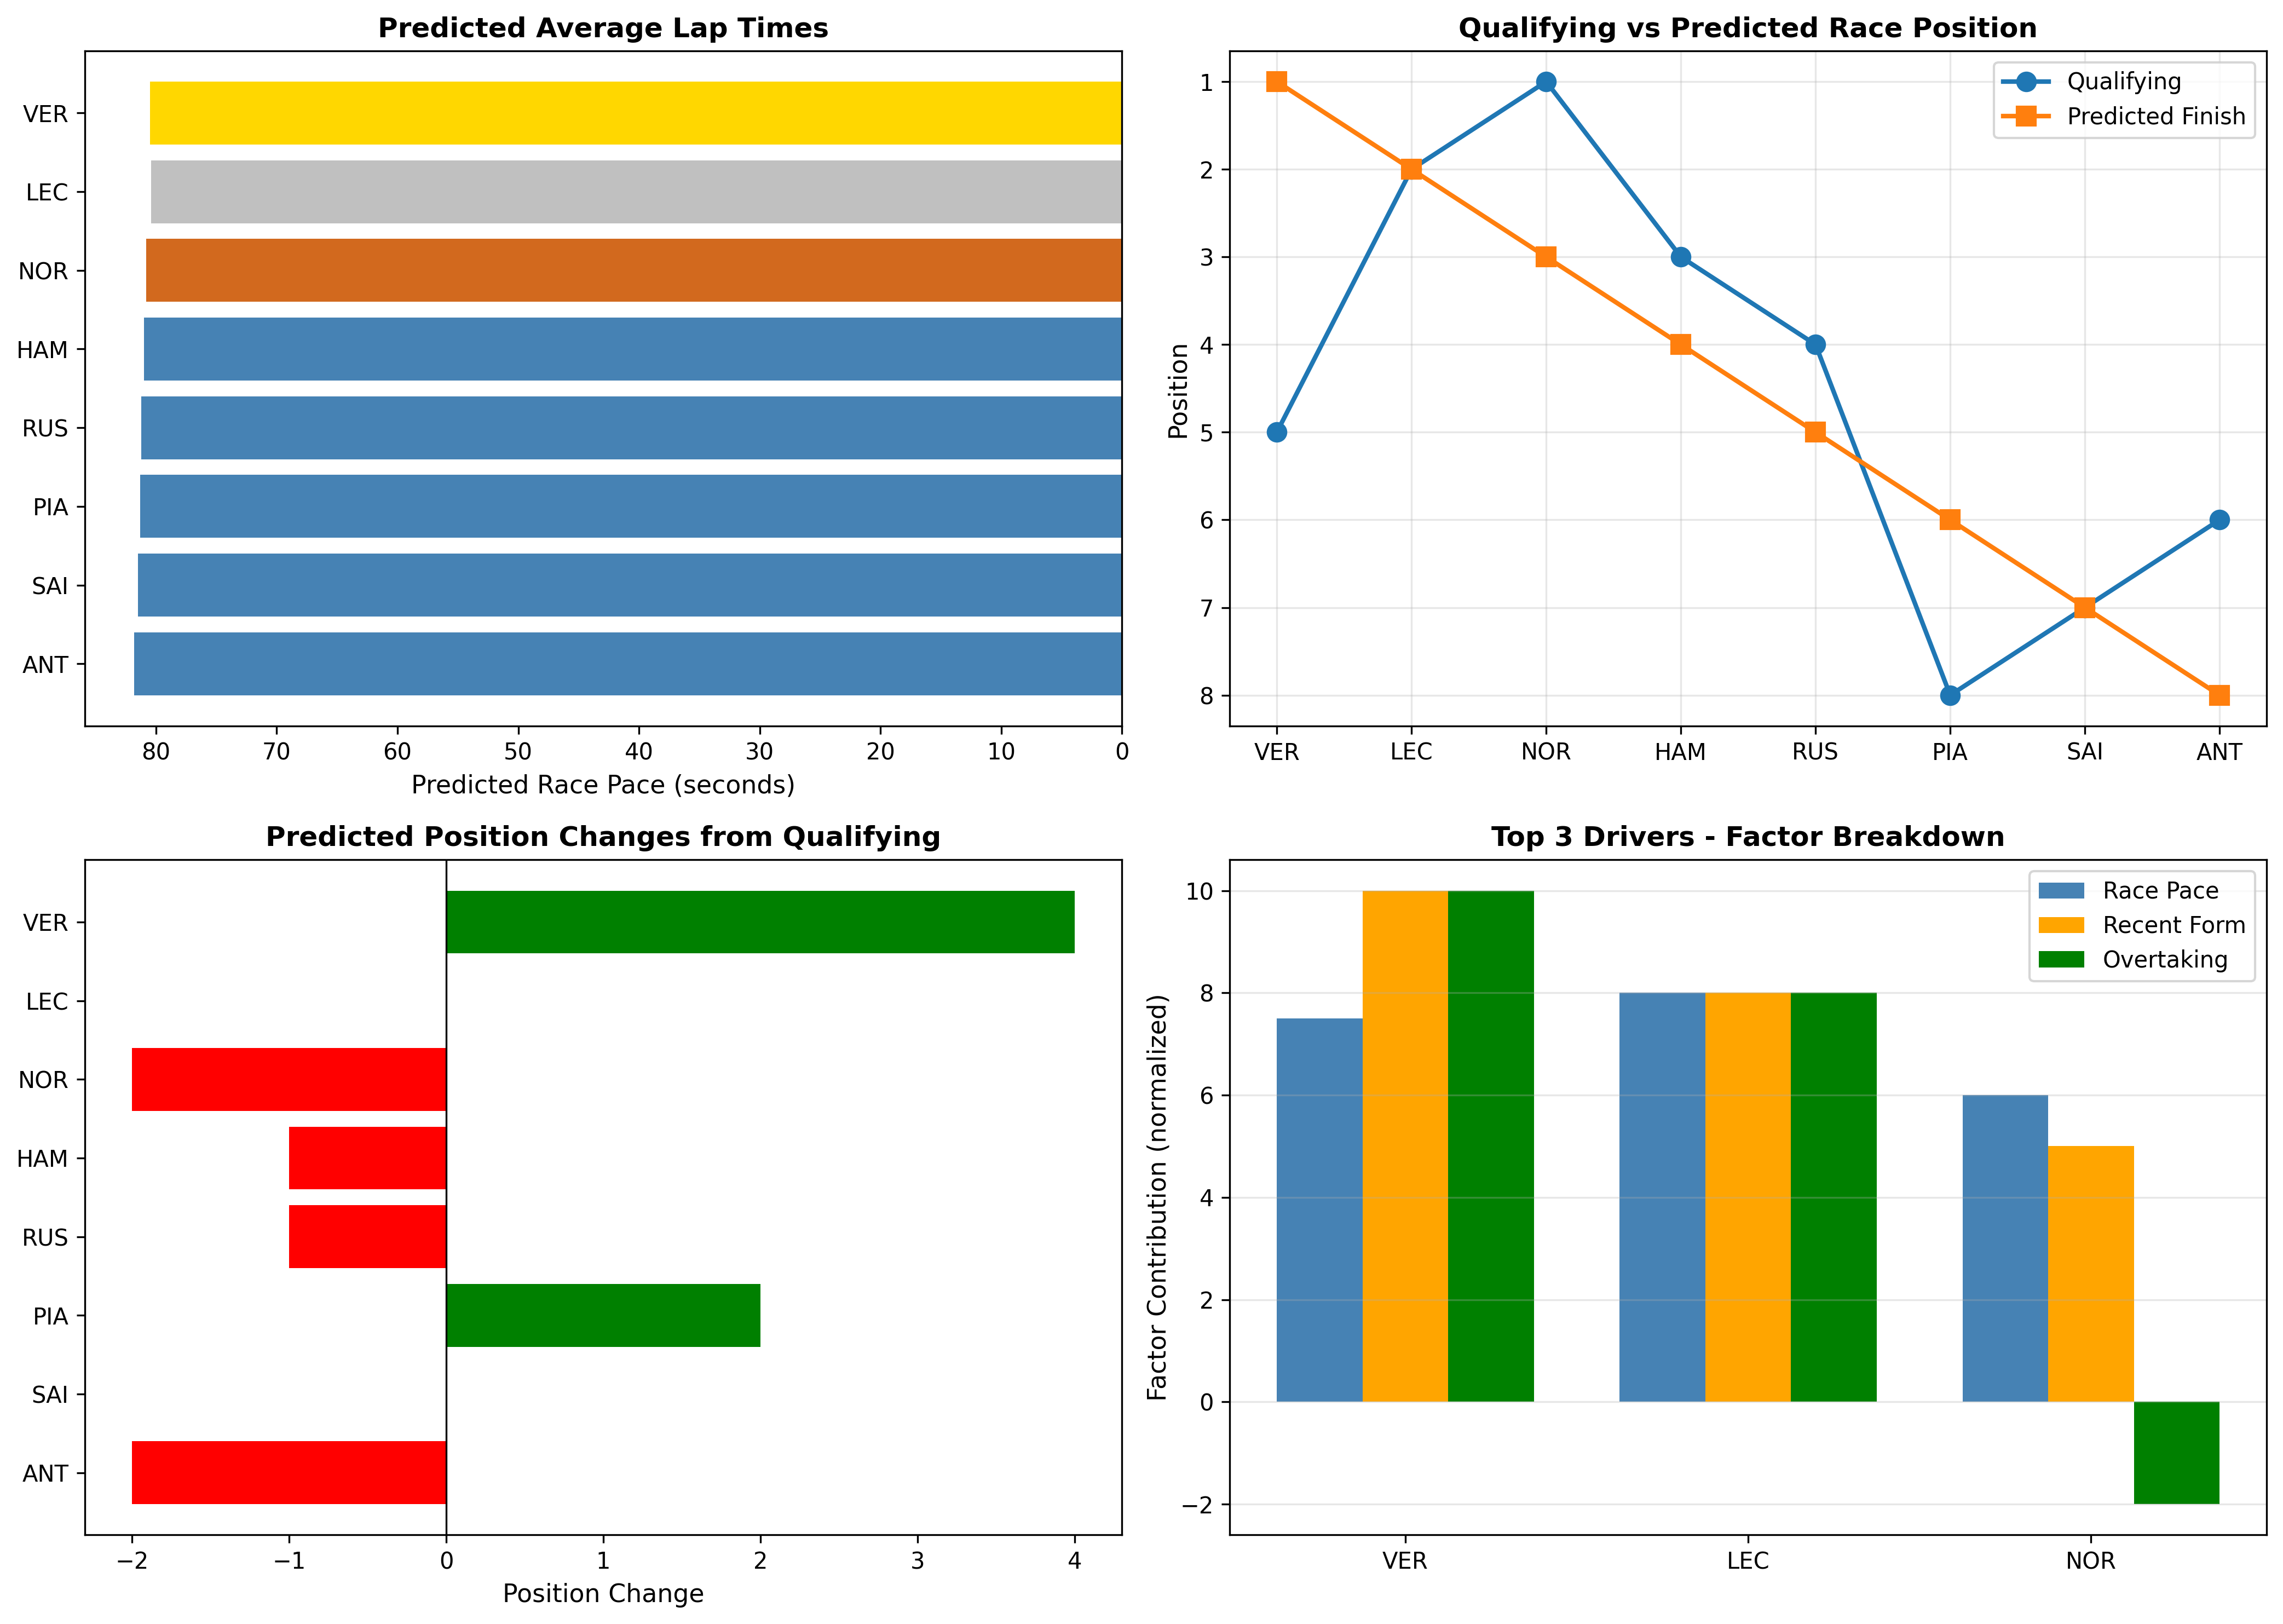 Predicted Average Lap Times
VER
LEC
NOR
HAM
RUS
PIA
SAI
ANT
80 70 60 50 40 30 20 10 0
Predicted Race Pace (seconds)
Qualifying vs Predicted Race Position
Qualifying
Predicted Finish
Position
1
2
3
4
5
6
7
8
VER LEC NOR HAM RUS PIA SAI ANT
Predicted Position Changes from Qualifying
VER
LEC
NOR
HAM
RUS
PIA
SAI
ANT
−2 −1 0 1 2 3 4
Position Change
Top 3 Drivers - Factor Breakdown
Race Pace
Recent Form
Overtaking
Factor Contribution (normalized)
10
8
6
4
2
0
−2
VER LEC NOR